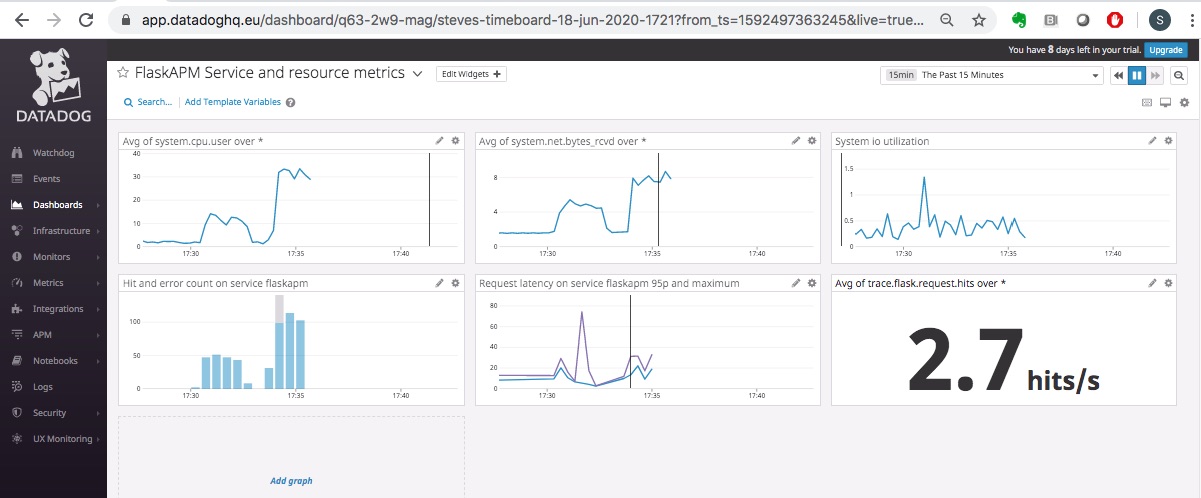 app.datadoghq.eu/dashboard/q63-2w9-mag/steves-timeboard-18-jun-2020-1721?from_ts=1592497363245&live=true...
S
You have 8 days left in your trial. Upgrade
DATADOG
Watchdog
Events
Dashboards
Infrastructure
Monitors
Metrics
Integrations
APM
Notebooks
Logs
Security
UX Monitoring
FlaskAPM Service and resource metrics
Edit Widgets +
15min The Past 15 Minutes
Search... Add Template Variables ?
Avg of system.cpu.user over *
40
30
20
10
0
17:30 17:35 17:40
Avg of system.net.bytes_rcvd over *
8
4
0
17:30 17:35 17:40
System io utilization
1.5
1
0.5
0
17:30 17:35 17:40
Hit and error count on service flaskapm
100
50
0
17:30 17:35 17:40
Request latency on service flaskapm 95p and maximum
80
60
40
20
0
17:30 17:35 17:40
Avg of trace.flask.request.hits over *
2.7 hits/s
Add graph